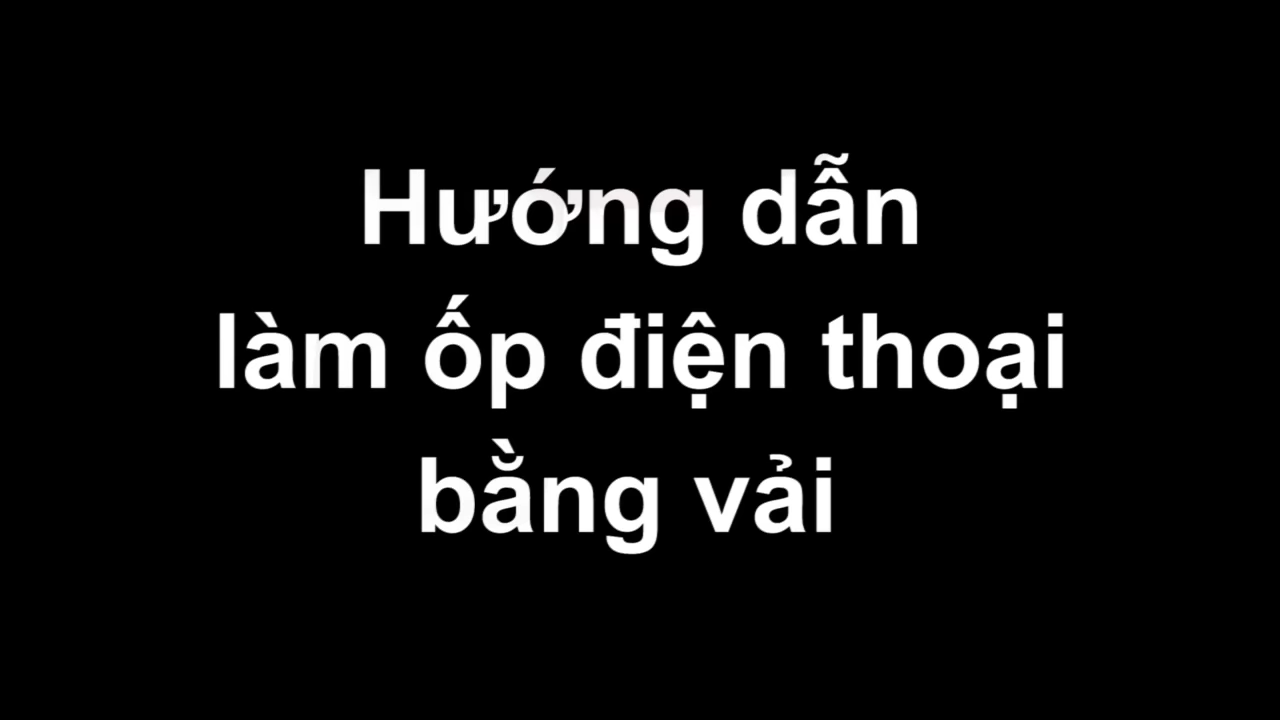 Hướng dẫn
làm ốp điện thoại
bằng vải